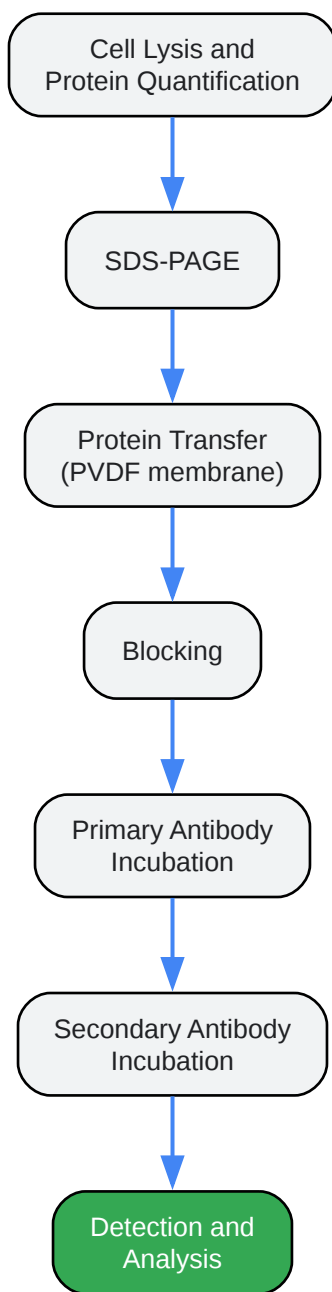 Cell Lysis and
Protein Quantification
SDS-PAGE
Protein Transfer
(PVDF membrane)
Blocking
Primary Antibody
Incubation
Secondary Antibody
Incubation
Detection and
Analysis